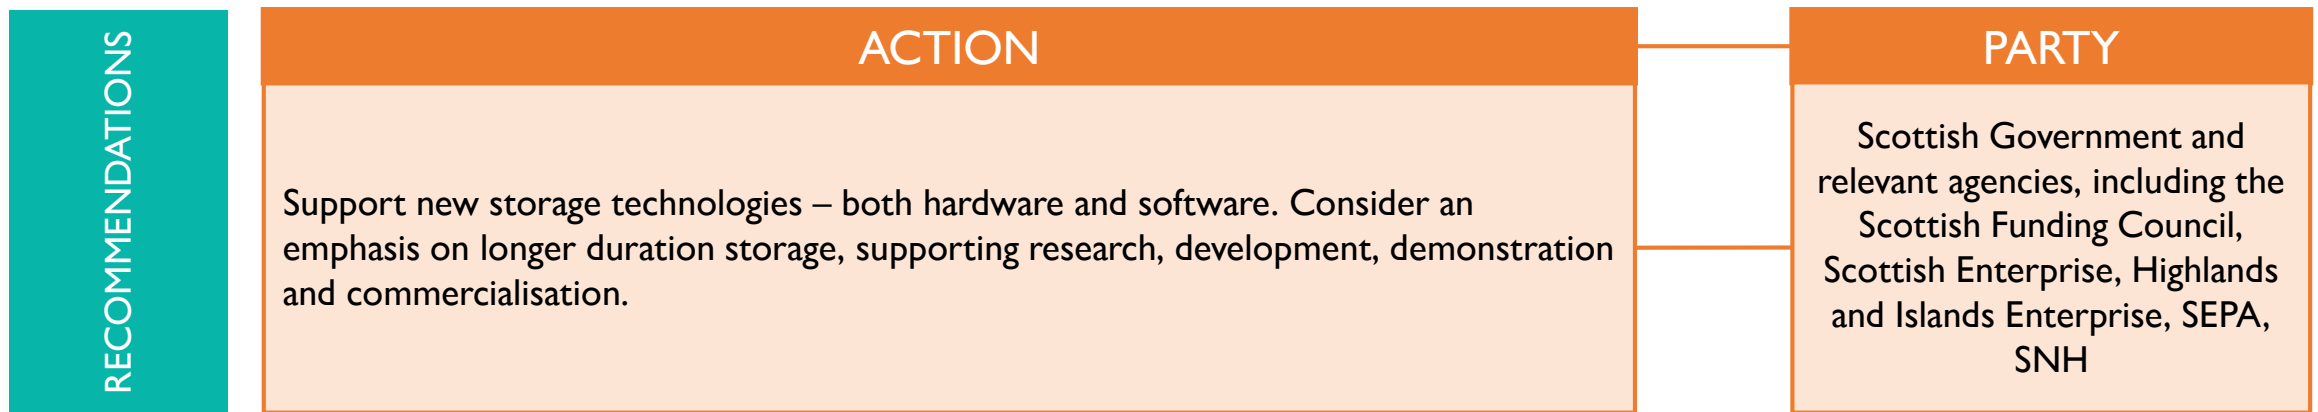 RECOMMENDATIONS
ACTION
Support new storage technologies – both hardware and software. Consider an
emphasis on longer duration storage, supporting research, development, demonstration
and commercialisation.
PARTY
Scottish Government and
relevant agencies, including the
Scottish Funding Council,
Scottish Enterprise, Highlands
and Islands Enterprise, SEPA,
SNH